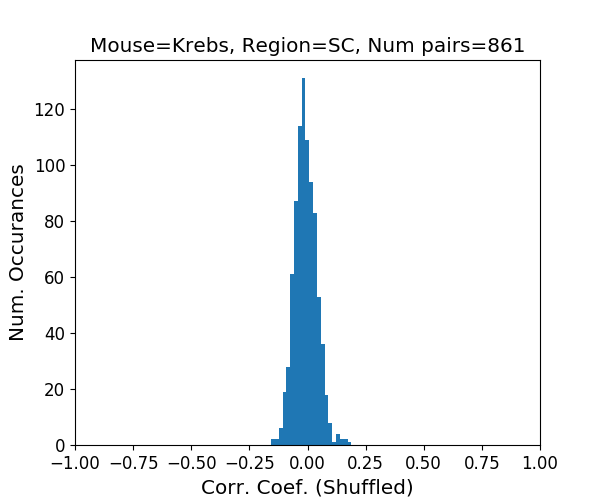 Mouse=Krebs, Region=SC, Num pairs=861
Num. Occurances
120
100
80
60
40
20
0
−1.00 −0.75 −0.50 −0.25 0.00 0.25 0.50 0.75 1.00
Corr. Coef. (Shuffled)